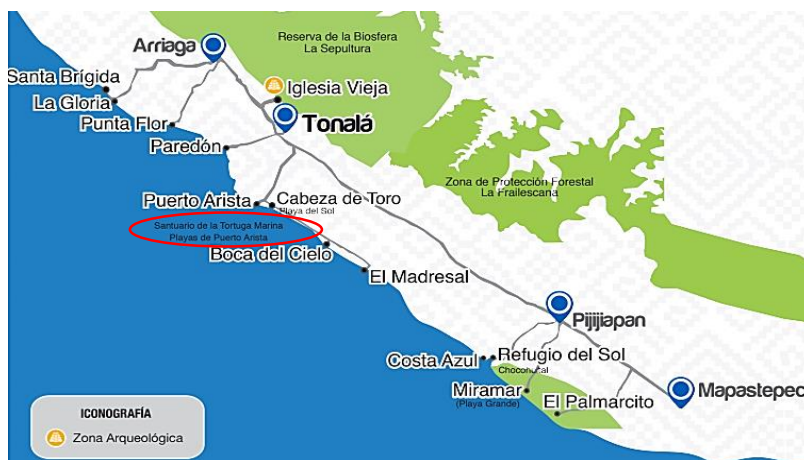 Reserva de la Biosfera
La Sepultura
Arriaga
Santa Brígida
Iglesia Vieja
La Gloria
Punta Flor
Tonalá
Paredón
Zona de Protección Forestal
La Frailescana
Puerto Arista
Cabeza de Toro
Playa del Sol
Santuario de la Tortuga Marina
Playas de Puerto Arista
Boca del Cielo
El Madresal
Pijijiapan
Costa Azul
Refugio del Sol
Choconutal
Miramar
(Playa Grande)
El Palmarcito
Mapastepec
ICONOGRAFÍA
Zona Arqueológica